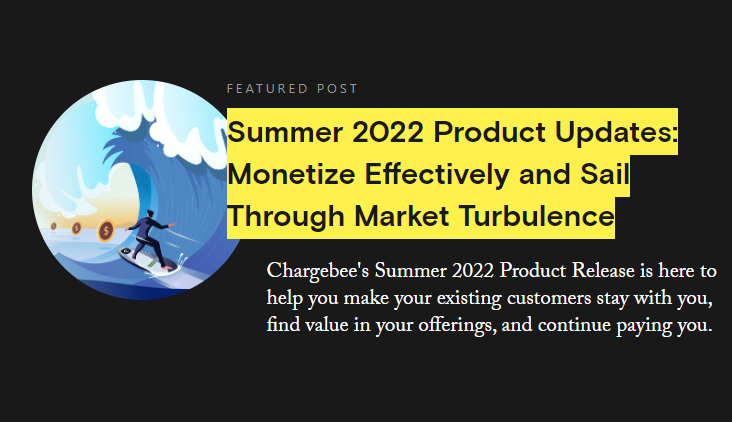 FEATURED POST
Summer 2022 Product Updates:
Monetize Effectively and Sail
Through Market Turbulence
Chargebee's Summer 2022 Product Release is here to
help you make your existing customers stay with you,
find value in your offerings, and continue paying you.